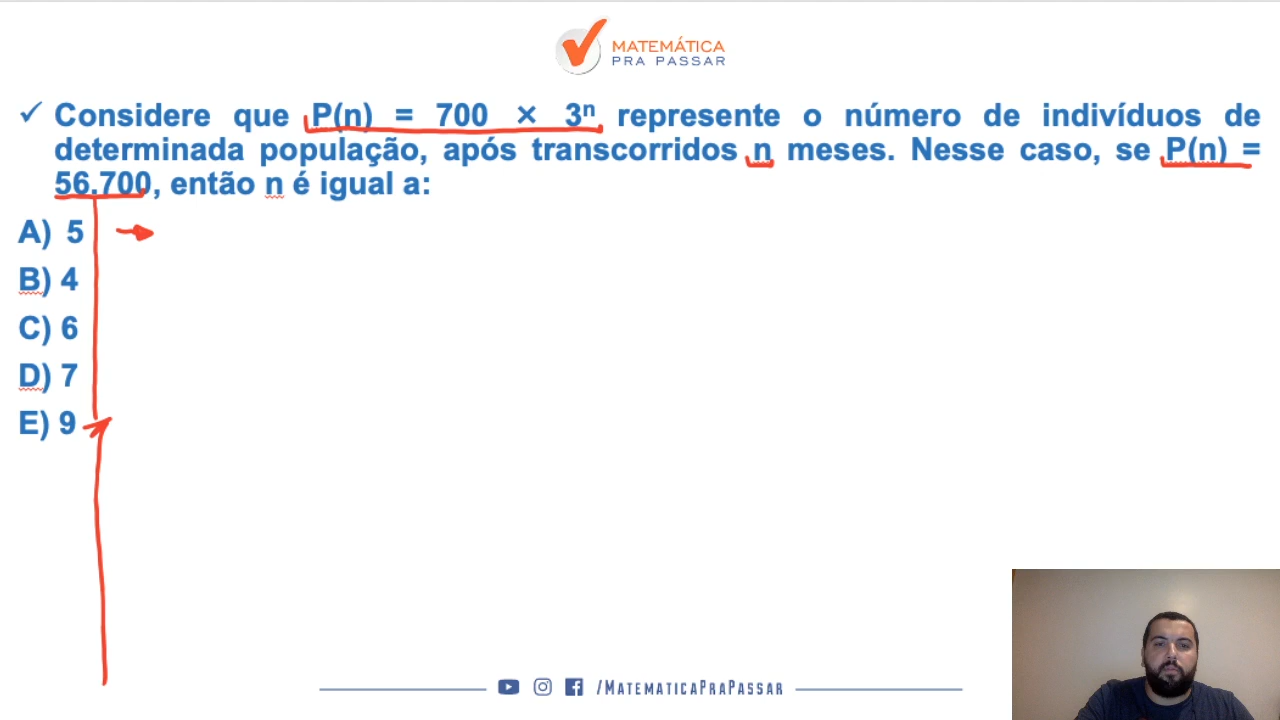 MATEMÁTICA
PRA PASSAR
✓ Considere que P(n) = 700 × 3ⁿ represente o número de indivíduos de
determinada população, após transcorridos n meses. Nesse caso, se P(n) =
56.700, então n é igual a:
A) 5
B) 4
C) 6
D) 7
E) 9
/MATEMATICAPRAPASSAR